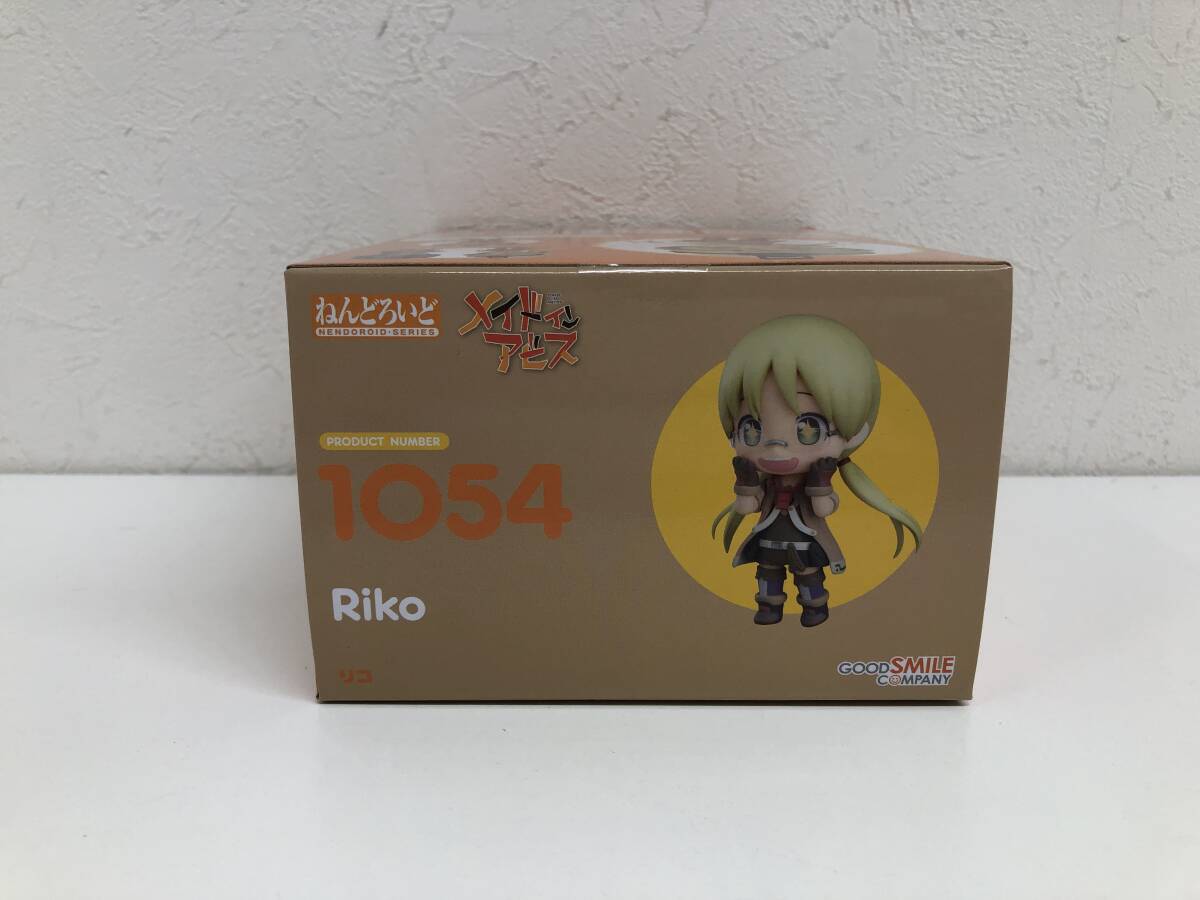 ねんどろいど
NENDOROID·SERIES
メイドイン
アビス
PRODUCT NUMBER
1054
Riko
リコ
GOOD SMILE
COMPANY